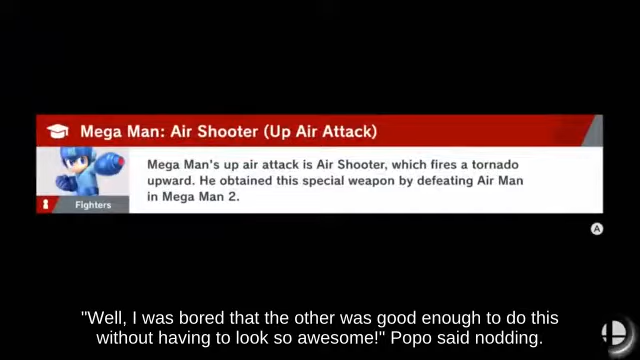 Mega Man: Air Shooter (Up Air Attack)
Mega Man's up air attack is Air Shooter, which fires a tornado
upward. He obtained this special weapon by defeating Air Man
in Mega Man 2.
Fighters
A
"Well, I was bored that the other was good enough to do this
without having to look so awesome!" Popo said nodding.